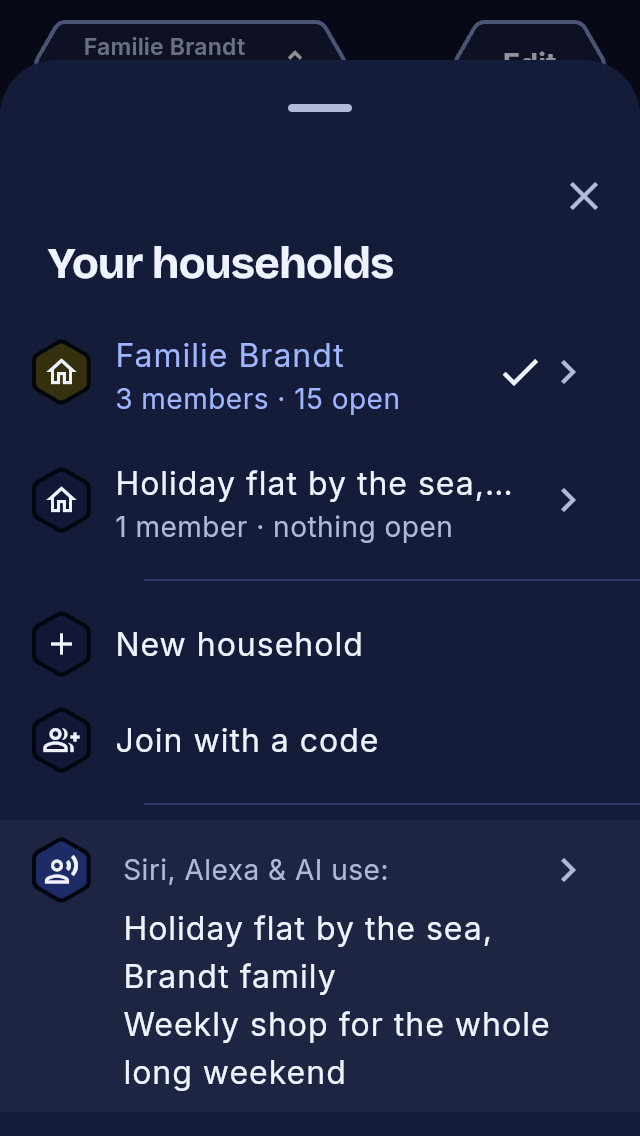 Familie Brandt
Edit
Your households
Familie Brandt
3 members · 15 open
Holiday flat by the sea,...
1 member · nothing open
New household
Join with a code
Siri, Alexa & AI use:
Holiday flat by the sea,
Brandt family
Weekly shop for the whole
long weekend